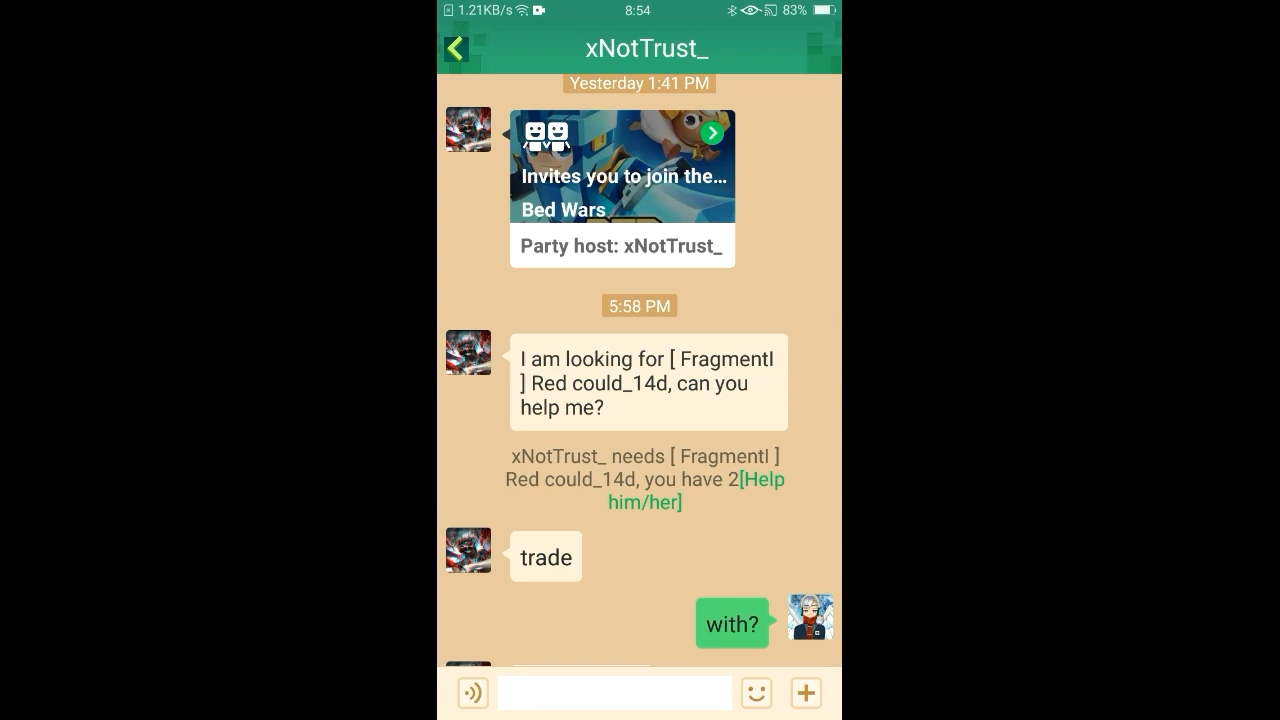 1.21KB/s 8:54 83%
xNotTrust_
Yesterday 1:41 PM
Invites you to join the...
Bed Wars
Party host: xNotTrust_
5:58 PM
I am looking for [ FragmentI
] Red could_14d, can you
help me?
xNotTrust_ needs [ FragmentI ]
Red could_14d, you have 2[Help
him/her]
trade
with?